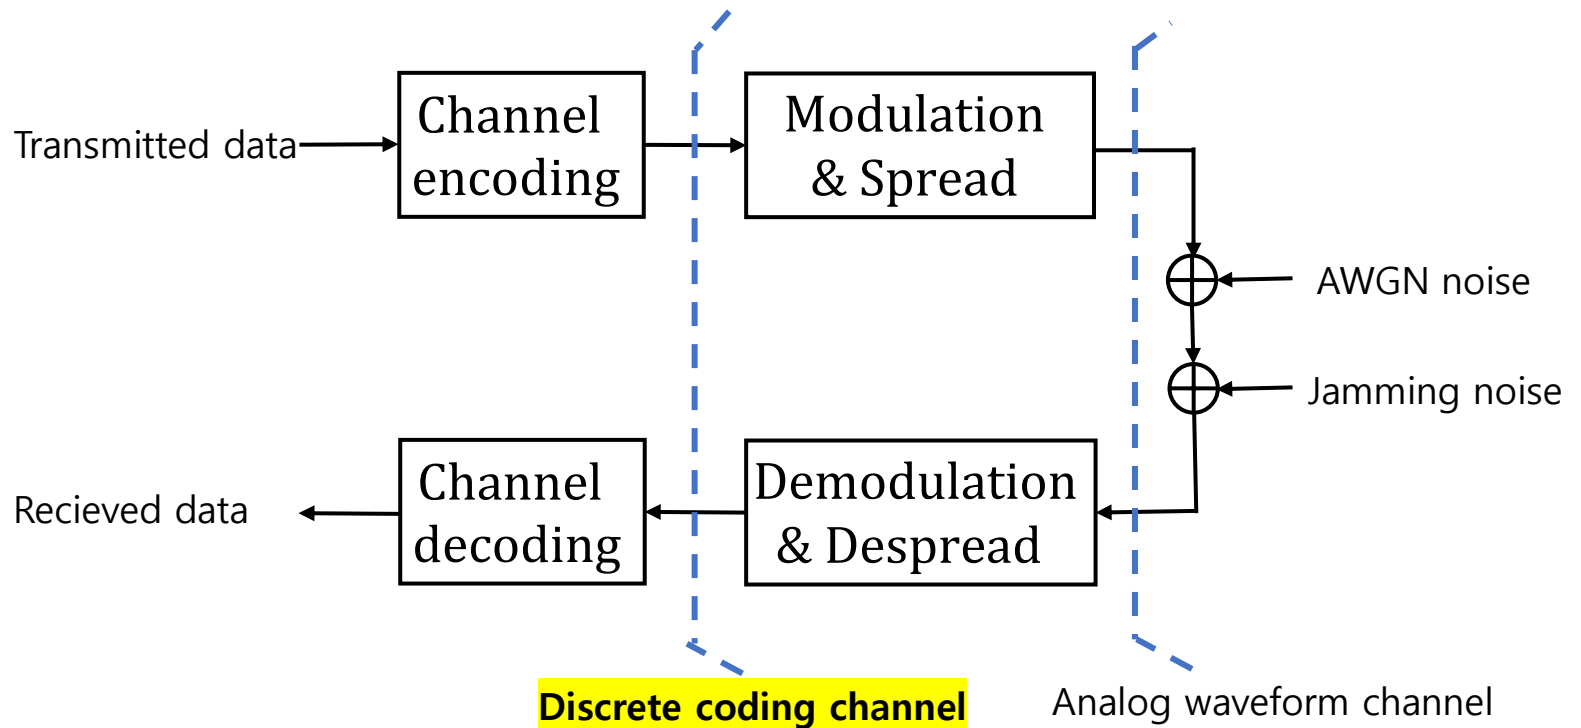 Transmitted data
Channel
encoding
Modulation
& Spread
AWGN noise
Jamming noise
Recieved data
Channel
decoding
Demodulation
& Despread
Discrete coding channel
Analog waveform channel